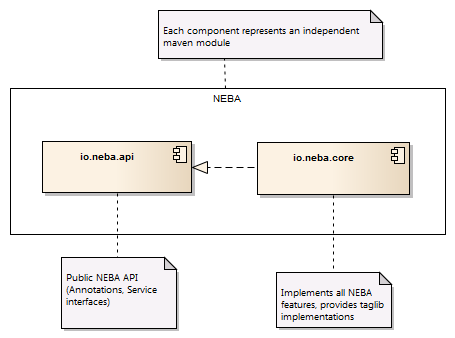 Each component represents an independent
maven module
NEBA
io.neba.api
io.neba.core
Public NEBA API
(Annotations, Service
interfaces)
Implements all NEBA
features, provides taglib
implementations